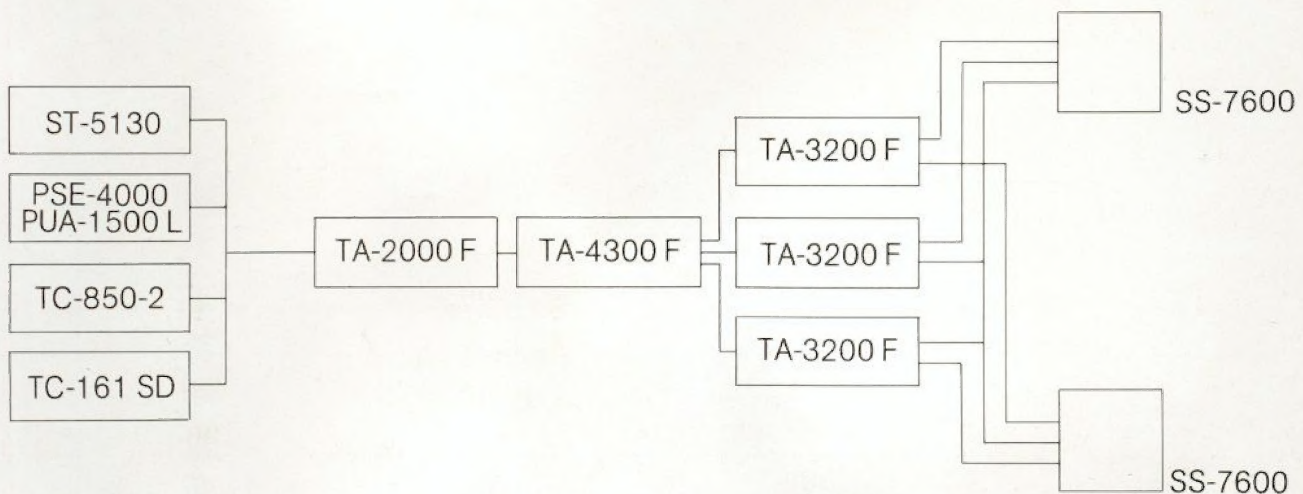 ST-5130
PSE-4000
PUA-1500 L
TC-850-2
TC-161 SD
TA-2000 F
TA-4300 F
TA-3200 F
TA-3200 F
TA-3200 F
SS-7600
SS-7600